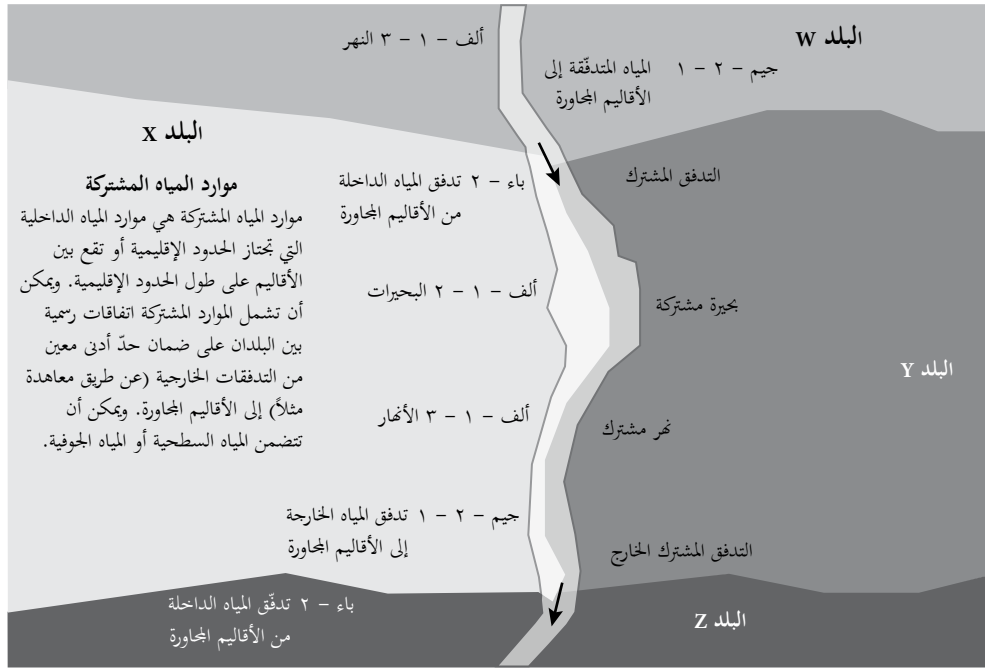 البلد W
ألف – ١ – ٣ النهر
جيم – ٢ – ١ المياه المتدفّقة إلى
الأقاليم المجاورة
البلد X
موارد المياه المشتركة
موارد المياه المشتركة هي موارد المياه الداخلية
التي تجتاز الحدود الإقليمية أو تقع بين
الأقاليم على طول الحدود الإقليمية. ويمكن
أن تشمل الموارد المشتركة اتفاقات رسمية
بين البلدان على ضمان حدّ أدنى معين
من التدفقات الخارجية (عن طريق معاهدة
مثلاً) إلى الأقاليم المجاورة. ويمكن أن
تتضمن المياه السطحية أو المياه الجوفية.
باء – ٢ تدفق المياه الداخلة
من الأقاليم المجاورة
التدفق المشترك
ألف – ١ – ٢ البحيرات
بحيرة مشتركة
البلد Y
ألف – ١ – ٣ الأنهار
نهر مشترك
جيم – ٢ – ١ تدفق المياه الخارجة
إلى الأقاليم المجاورة
التدفق المشترك الخارج
البلد Z
باء – ٢ تدفّق المياه الداخلة
من الأقاليم المجاورة